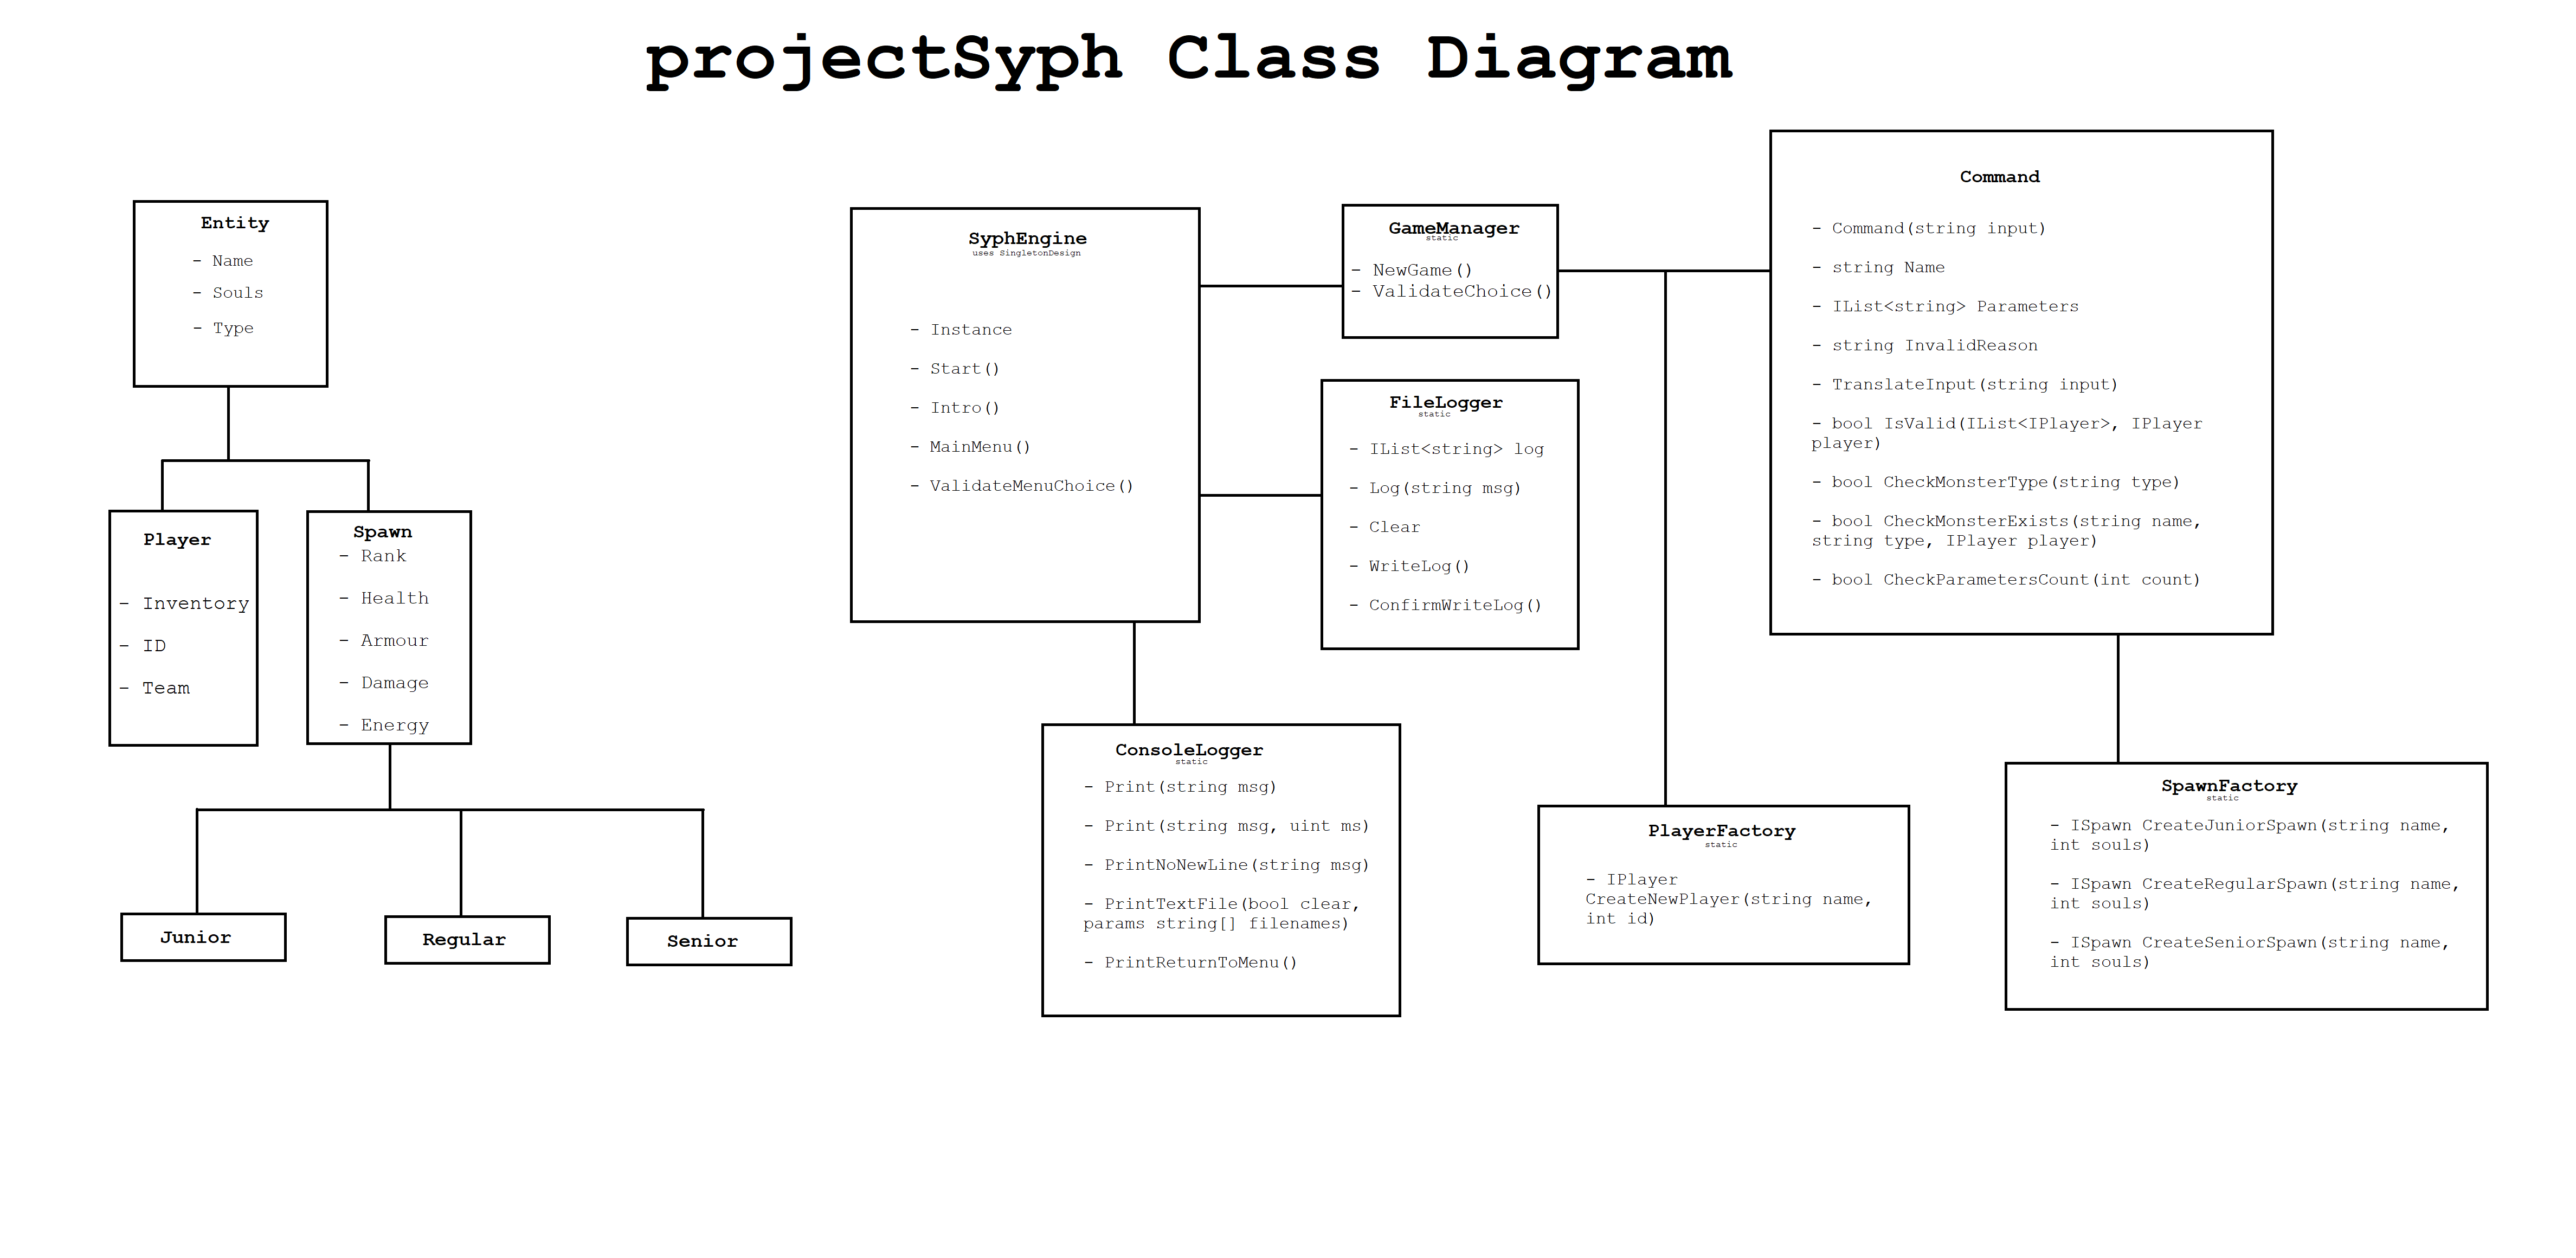 projectSyph Class Diagram
Entity
- Name
- Souls
- Type
Player
- Inventory
- ID
- Team
Spawn
- Rank
- Health
- Armour
- Damage
- Energy
Junior
Regular
Senior
SyphEngine
uses SingletonDesign
- Instance
- Start()
- Intro()
- MainMenu()
- ValidateMenuChoice()
GameManager
static
- NewGame()
- ValidateChoice()
FileLogger
static
- IList<string> log
- Log(string msg)
- Clear
- WriteLog()
- ConfirmWriteLog()
ConsoleLogger
static
- Print(string msg)
- Print(string msg, uint ms)
- PrintNoNewLine(string msg)
- PrintTextFile(bool clear,
params string[] filenames)
- PrintReturnToMenu()
Command
- Command(string input)
- string Name
- IList<string> Parameters
- string InvalidReason
- TranslateInput(string input)
- bool IsValid(IList<IPlayer>, IPlayer
player)
- bool CheckMonsterType(string type)
- bool CheckMonsterExists(string name,
string type, IPlayer player)
- bool CheckParametersCount(int count)
PlayerFactory
static
- IPlayer
CreateNewPlayer(string name,
int id)
SpawnFactory
static
- ISpawn CreateJuniorSpawn(string name,
int souls)
- ISpawn CreateRegularSpawn(string name,
int souls)
- ISpawn CreateSeniorSpawn(string name,
int souls)